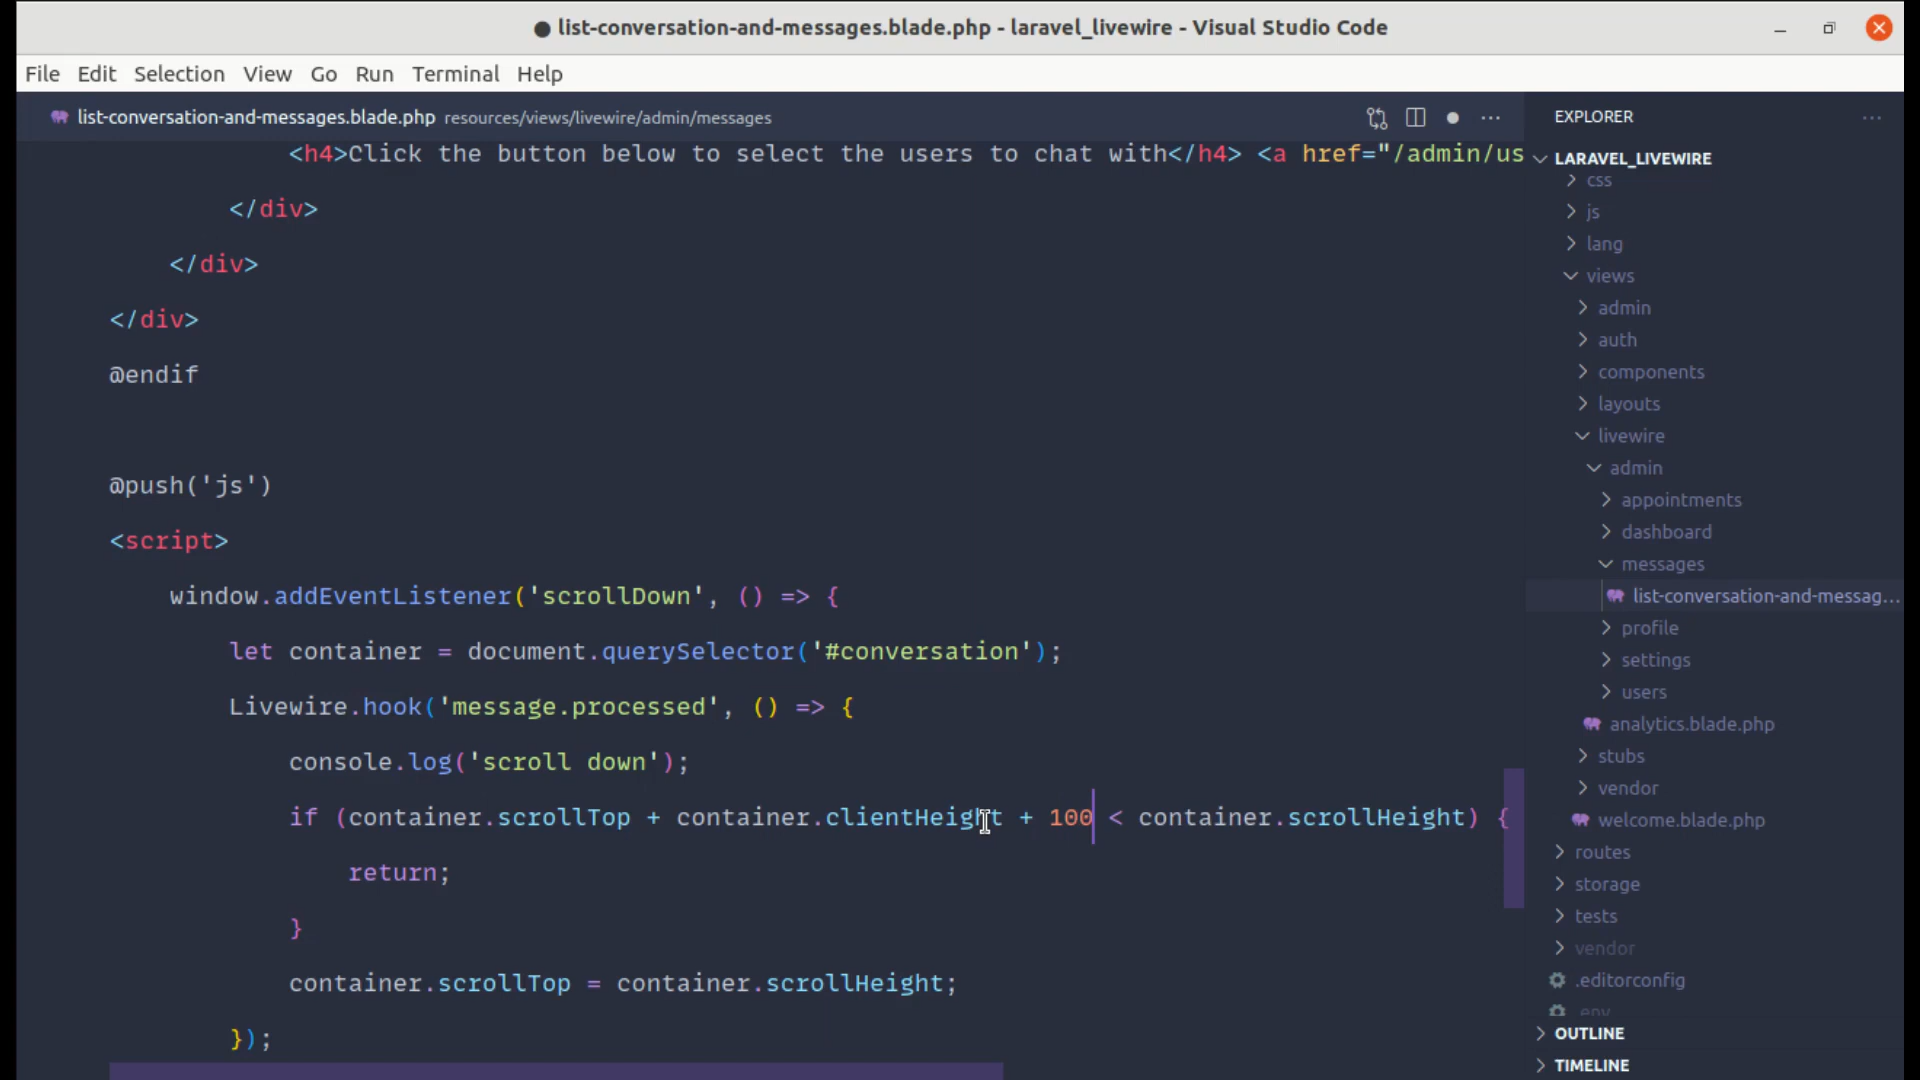 ● list-conversation-and-messages.blade.php - laravel_livewire - Visual Studio Code
File Edit Selection View Go Run Terminal Help
list-conversation-and-messages.blade.php resources/views/livewire/admin/messages
<h4>Click the button below to select the users to chat with</h4> <a href="/admin/us
</div>
</div>
</div>
@endif
@push('js')
<script>
window.addEventListener('scrollDown', () => {
let container = document.querySelector('#conversation');
Livewire.hook('message.processed', () => {
console.log('scroll down');
if (container.scrollTop + container.clientHeight + 100 < container.scrollHeight) {
return;
}
container.scrollTop = container.scrollHeight;
});
EXPLORER
LARAVEL_LIVEWIRE
css
js
lang
views
admin
auth
components
layouts
livewire
admin
appointments
dashboard
messages
list-conversation-and-messag...
profile
settings
users
analytics.blade.php
stubs
vendor
welcome.blade.php
routes
storage
tests
vendor
.editorconfig
.env
OUTLINE
TIMELINE